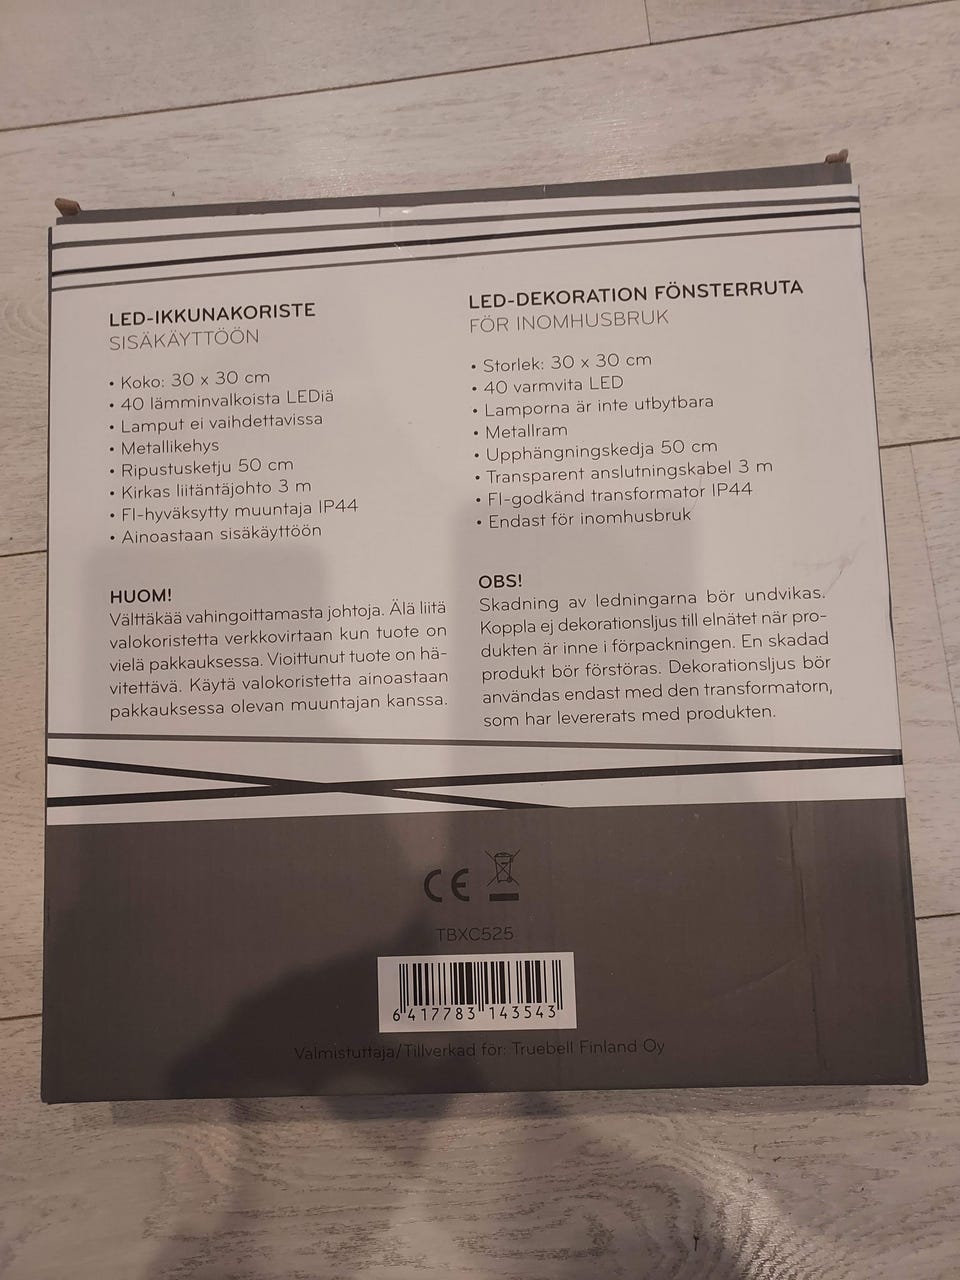 LED-IKKUNAKORISTE
SISÄKÄYTTÖÖN
• Koko: 30 x 30 cm
• 40 lämminvalkoista LEDiä
• Lamput ei vaihdettavissa
• Metallikehys
• Ripustusketju 50 cm
• Kirkas liitäntäjohto 3 m
• FI-hyväksytty muuntaja IP44
• Ainoastaan sisäkäyttöön
HUOM!
Välttäkää vahingoittamasta johtoja. Älä liitä
valokoristetta verkkovirtaan kun tuote on
vielä pakkauksessa. Vioittunut tuote on hä-
vitettävä. Käytä valokoristetta ainoastaan
pakkauksessa olevan muuntajan kanssa.
LED-DEKORATION FÖNSTERRUTA
FÖR INOMHUSBRUK
• Storlek: 30 x 30 cm
• 40 varmvita LED
• Lamporna är inte utbytbara
• Metallram
• Upphängningskedja 50 cm
• Transparent anslutningskabel 3 m
• FI-godkänd transformator IP44
• Endast för inomhusbruk
OBS!
Skadning av ledningarna bör undvikas.
Koppla ej dekorationsljus till elnätet när pro-
dukten är inne i förpackningen. En skadad
produkt bör förstöras. Dekorationsljus bör
användas endast med den transformatorn,
som har levererats med produkten.
CE
TBXC525
6 417783 143543
Valmistuttaja/Tillverkad för: Truebell Finland Oy